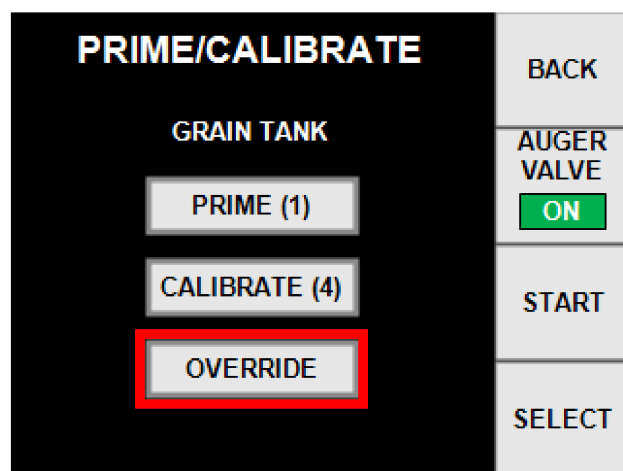 PRIME/CALIBRATE
GRAIN TANK
PRIME (1)
CALIBRATE (4)
OVERRIDE
BACK
AUGER
VALVE
ON
START
SELECT